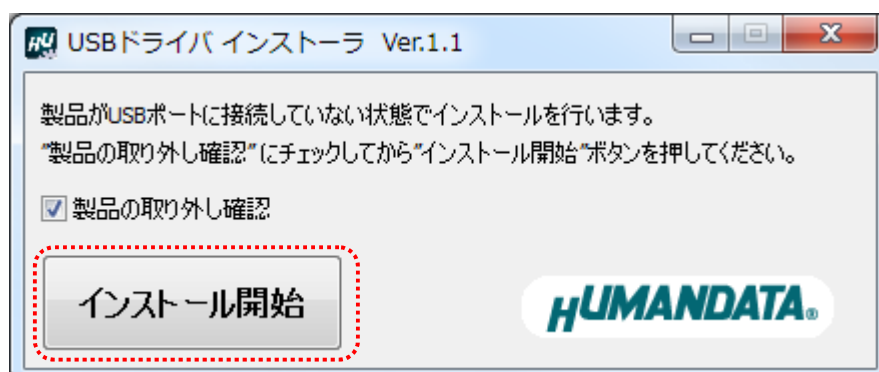 USBドライバ インストーラ Ver.1.1
製品がUSBポートに接続していない状態でインストールを行います。
"製品の取り外し確認"にチェックしてから"インストール開始"ボタンを押してください。
製品の取り外し確認
インストール開始
HUMANDATA®